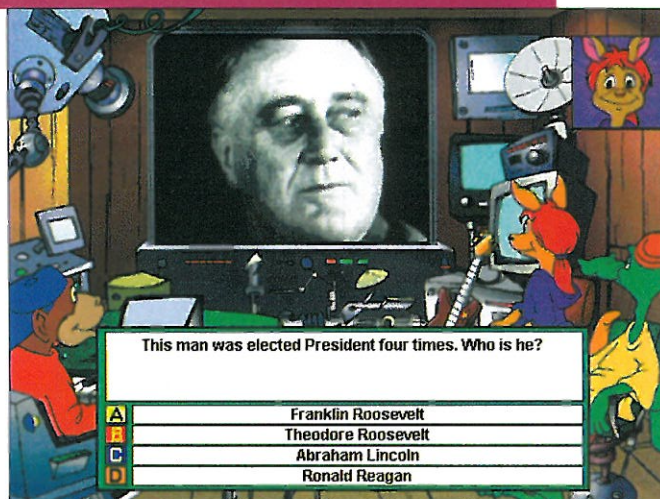 This man was elected President four times. Who is he?
A Franklin Roosevelt
B Theodore Roosevelt
C Abraham Lincoln
D Ronald Reagan